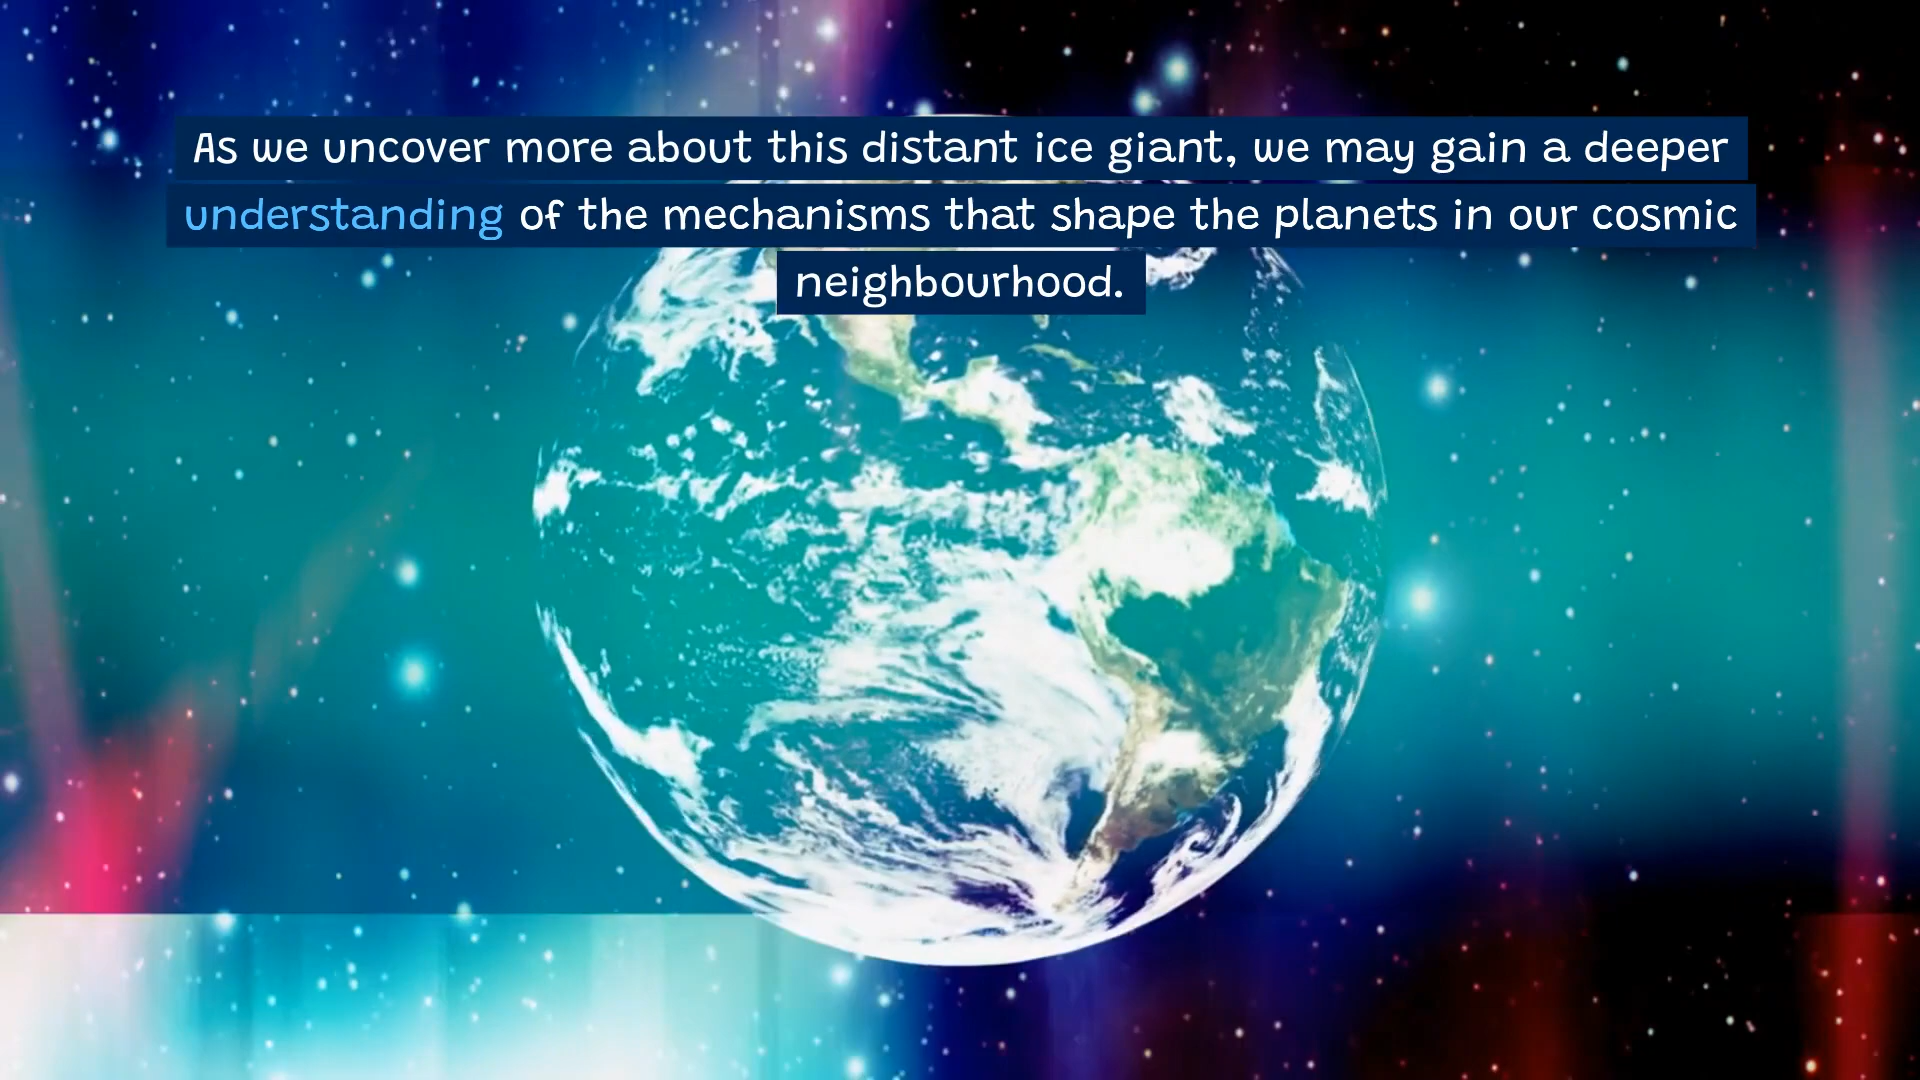 As we uncover more about this distant ice giant, we may gain a deeper
understanding of the mechanisms that shape the planets in our cosmic
neighbourhood.